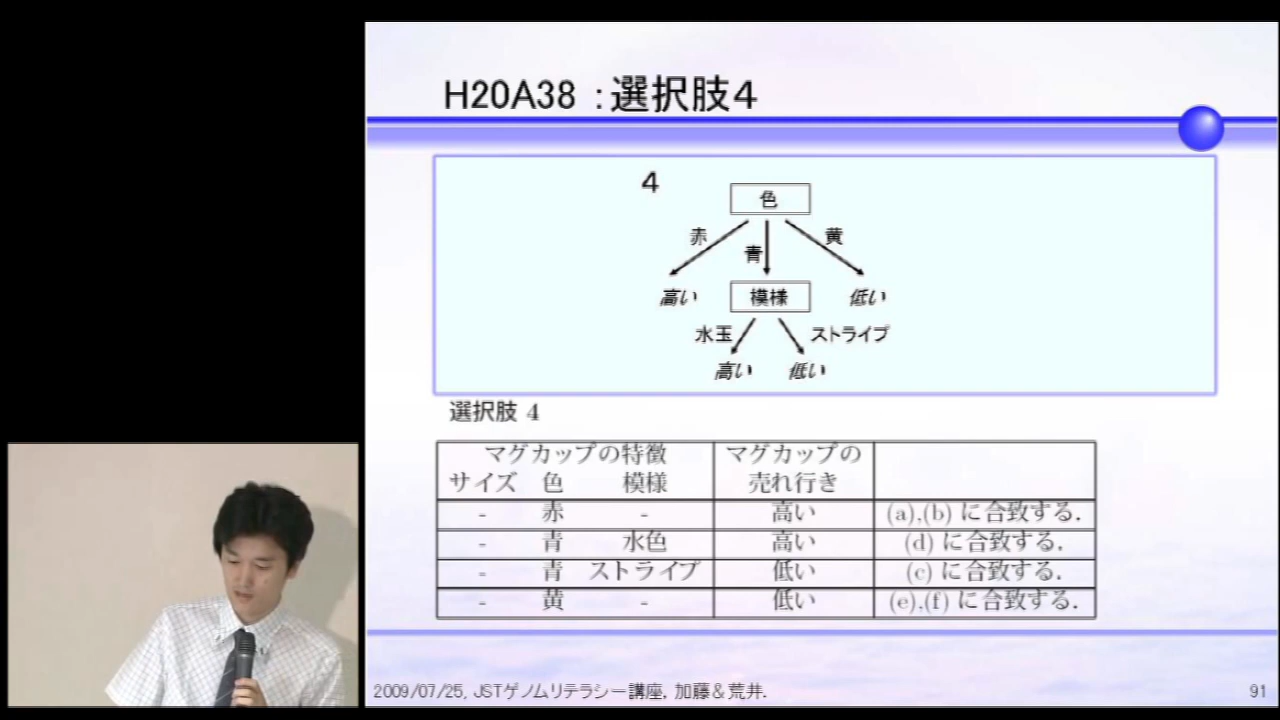 H20A38 :選択肢4
4
色
赤
青
黄
高い
模様
低い
水玉
ストライプ
高い
低い
選択肢 4
マグカップの特徴 マグカップの
サイズ 色 模様 売れ行き
- 赤 - 高い (a),(b) に合致する.
- 青 水色 高い (d) に合致する.
- 青 ストライプ 低い (c) に合致する.
- 黄 - 低い (e),(f) に合致する.
2009/07/25, JSTゲノムリテラシー講座, 加藤&荒井. 91